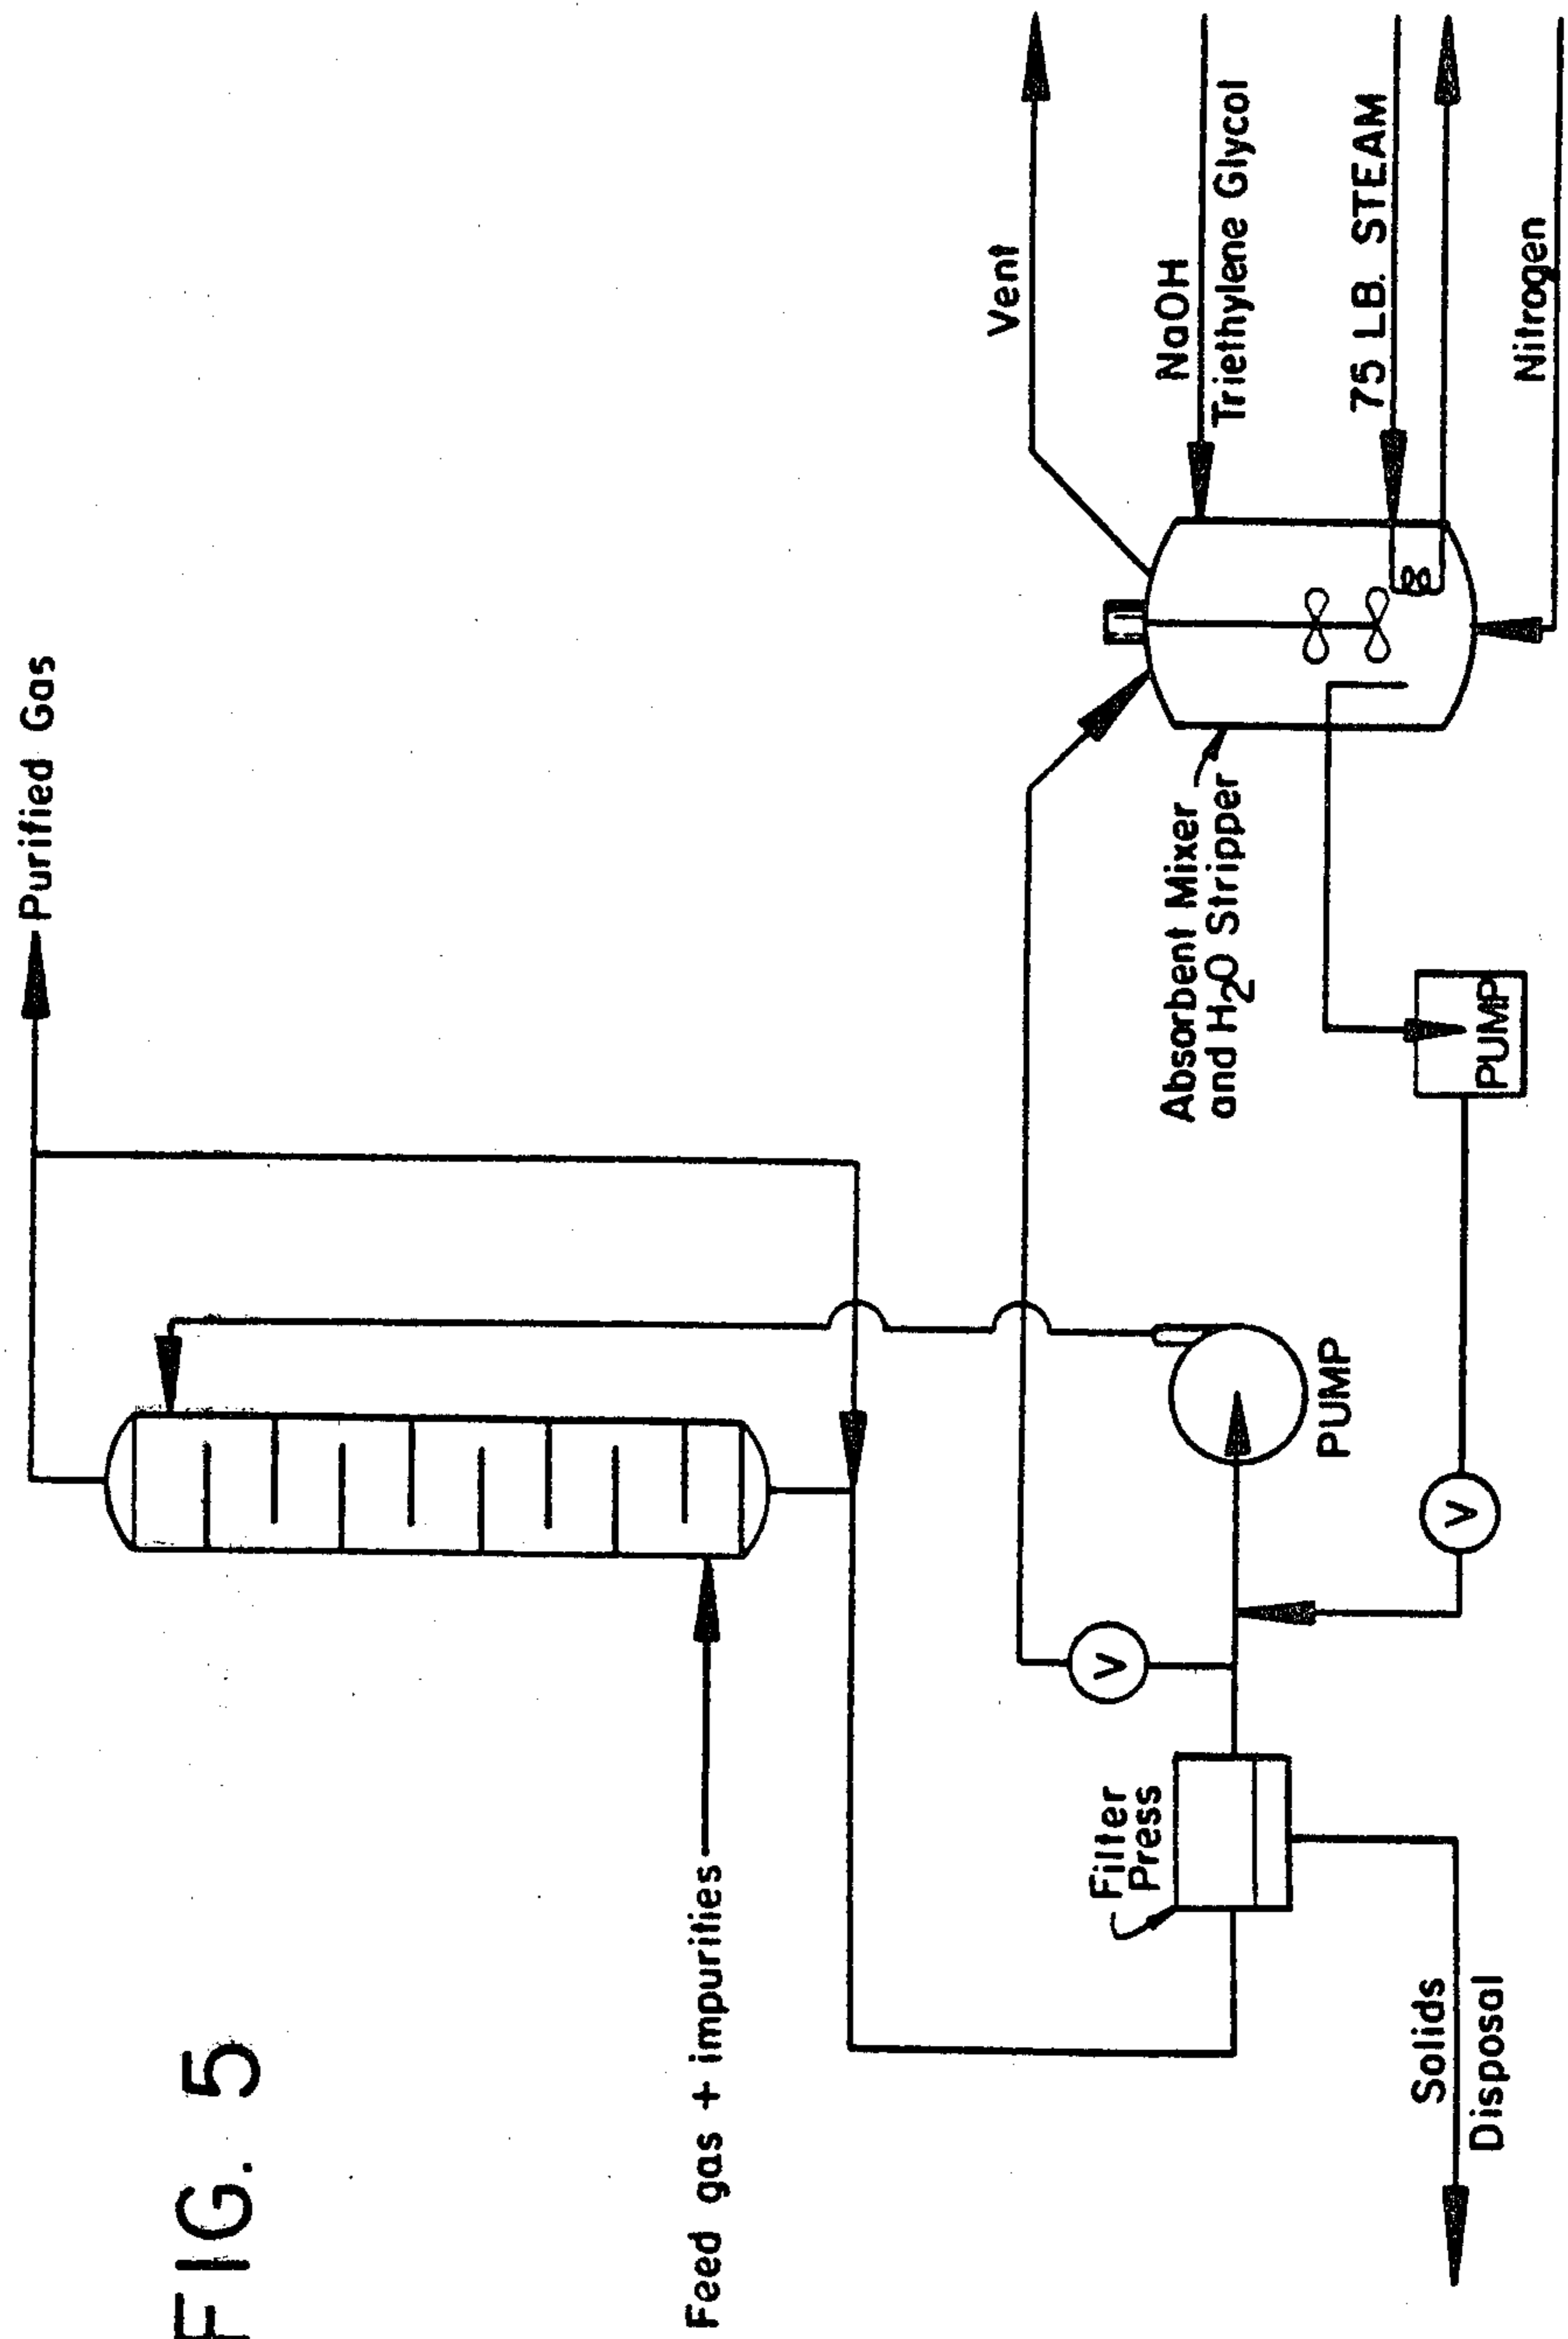 FIG. 5
Purified Gas
Feed gas + impurities
Vent
NaOH
Triethylene Glycol
75 LB. STEAM
Nitrogen
Absorbent Mixer
and H₂O Stripper
PUMP
PUMP
V
V
Filter
Press
Solids
Disposal